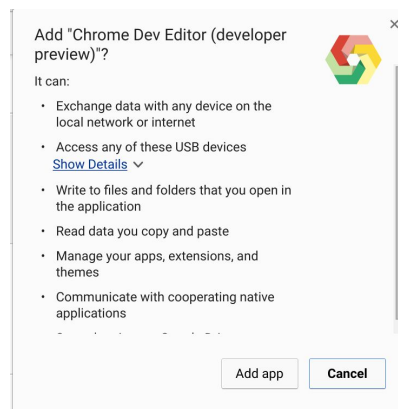 Add "Chrome Dev Editor (developer
preview)"?
It can:
• Exchange data with any device on the
local network or internet
• Access any of these USB devices
Show Details
• Write to files and folders that you open in
the application
• Read data you copy and paste
• Manage your apps, extensions, and
themes
• Communicate with cooperating native
applications
Add app
Cancel